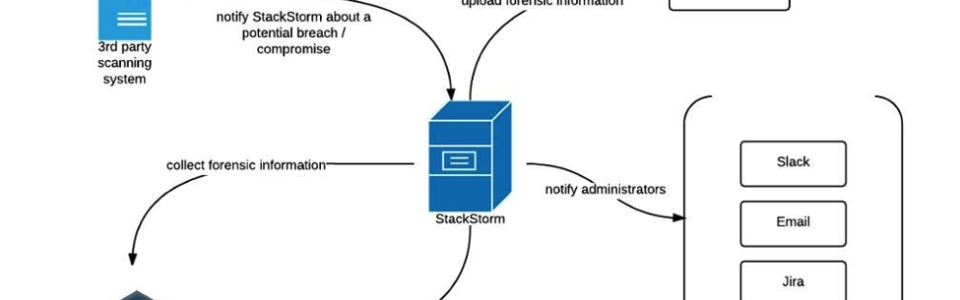 upload forensic information
notify StackStorm about a
potential breach /
compromise
3rd party
scanning
system
collect forensic information
Slack
notify administrators
StackStorm
Email
Jira